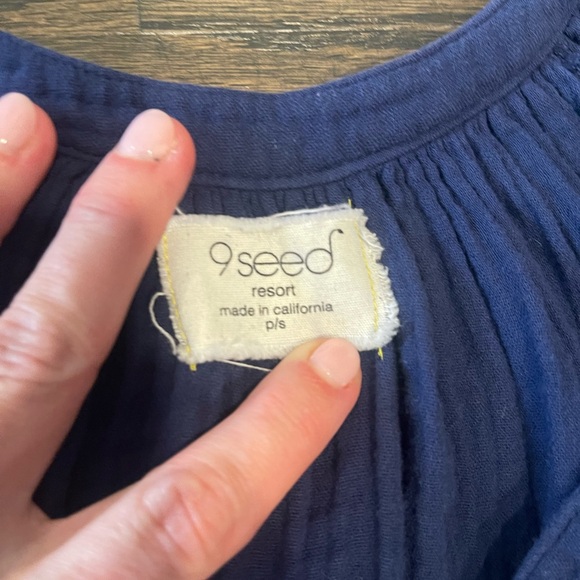 9seed
resort
made in california
p/s